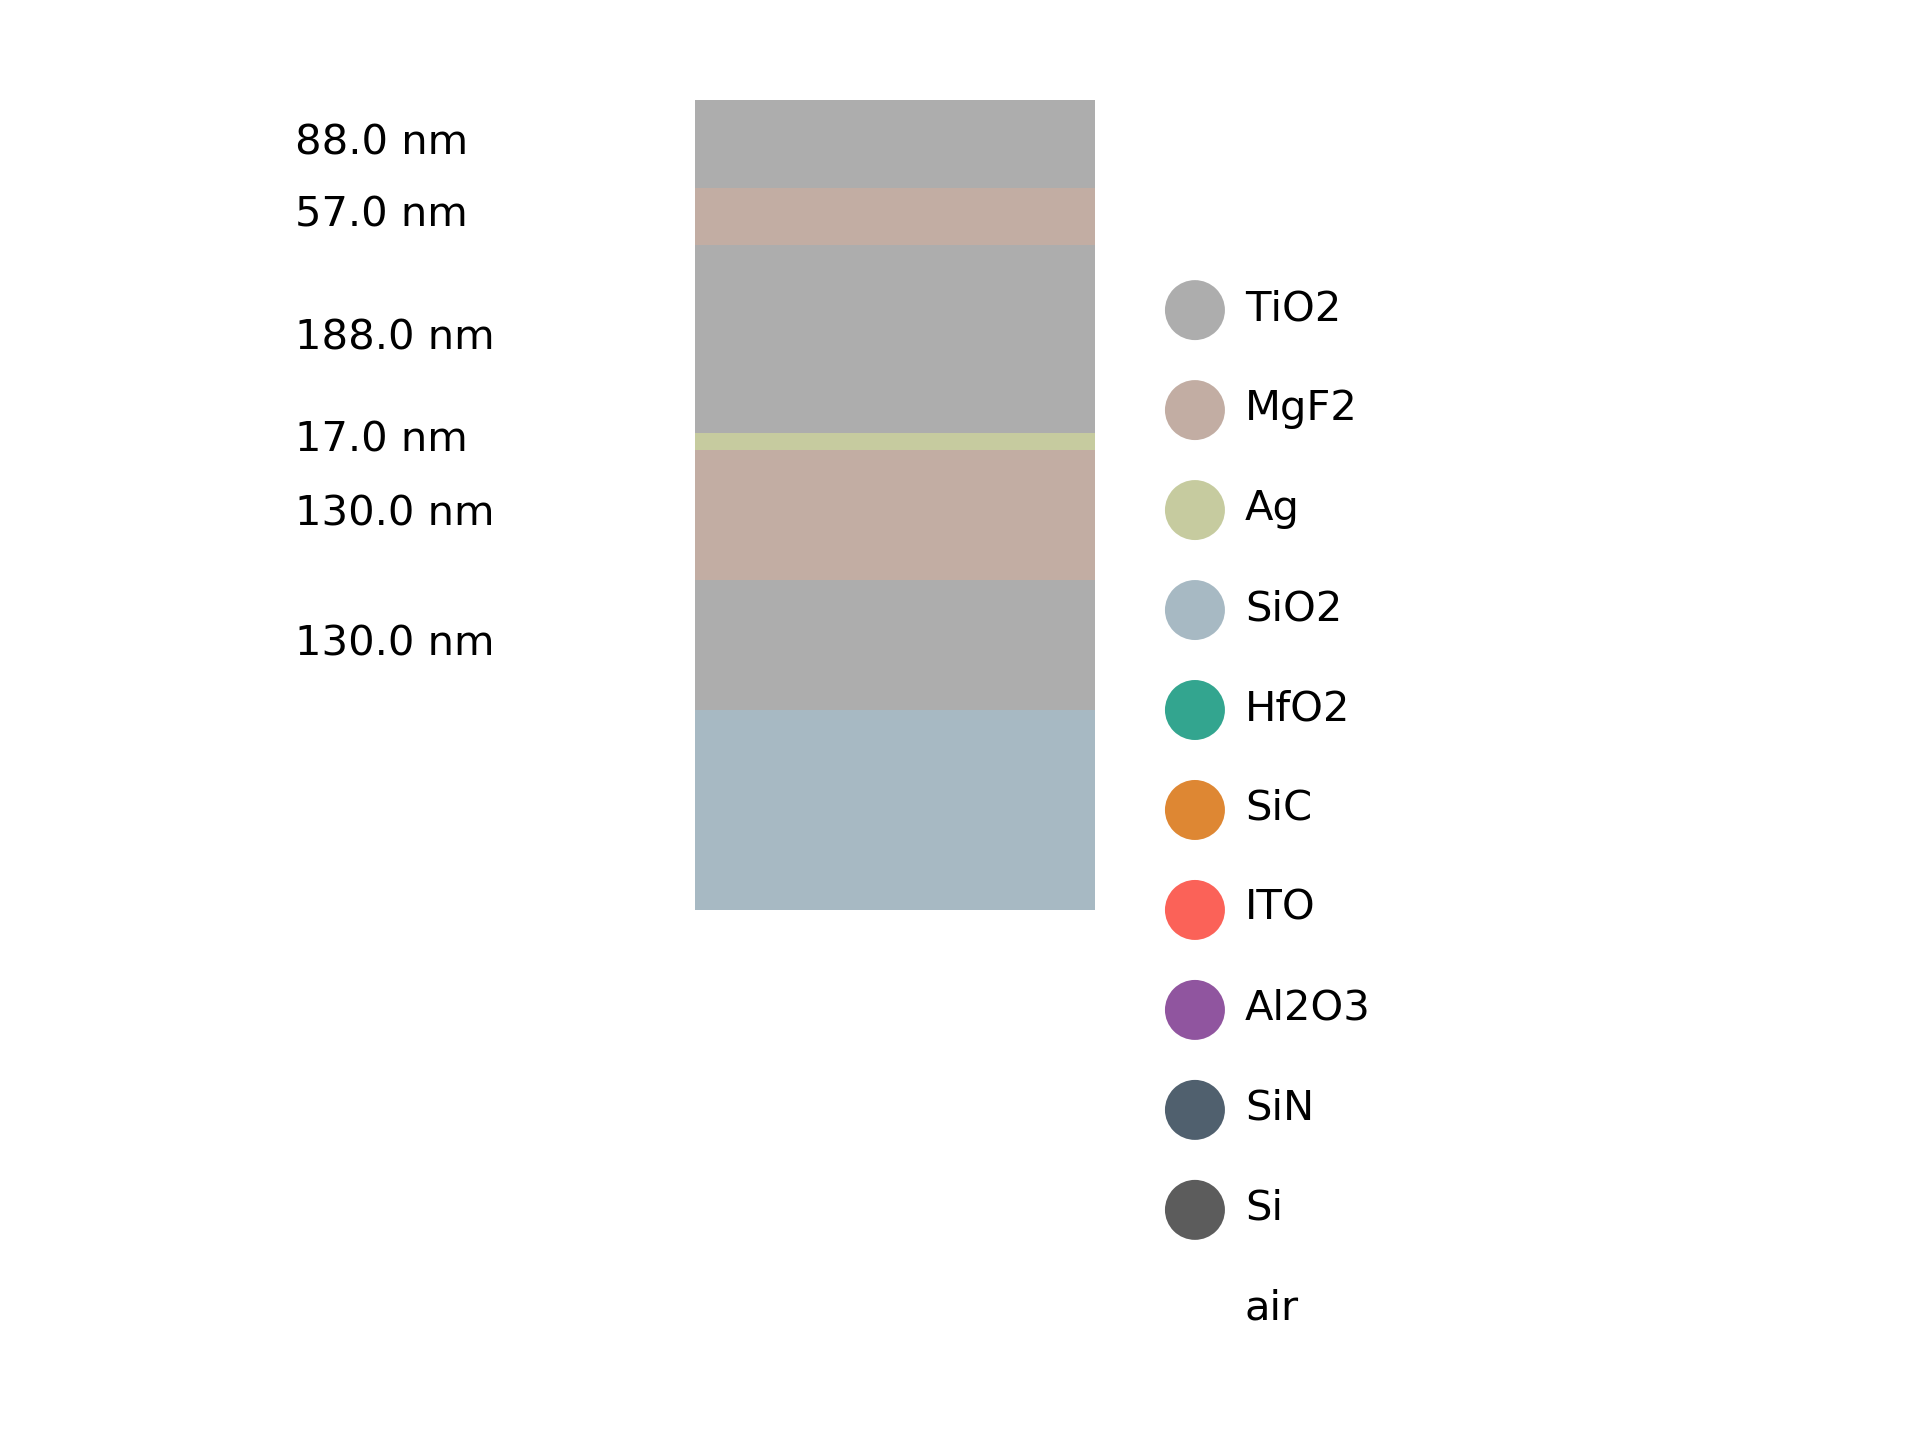 88.0 nm
57.0 nm
188.0 nm
17.0 nm
130.0 nm
130.0 nm
TiO2
MgF2
Ag
SiO2
HfO2
SiC
ITO
Al2O3
SiN
Si
air